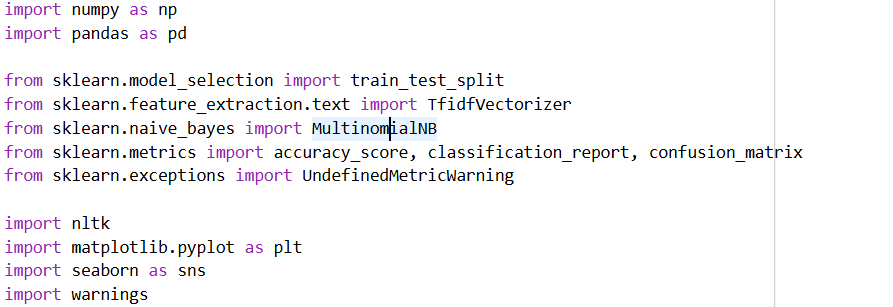 import numpy as np
import pandas as pd
from sklearn.model_selection import train_test_split
from sklearn.feature_extraction.text import TfidfVectorizer
from sklearn.naive_bayes import MultinomialNB
from sklearn.metrics import accuracy_score, classification_report, confusion_matrix
from sklearn.exceptions import UndefinedMetricWarning
import nltk
import matplotlib.pyplot as plt
import seaborn as sns
import warnings